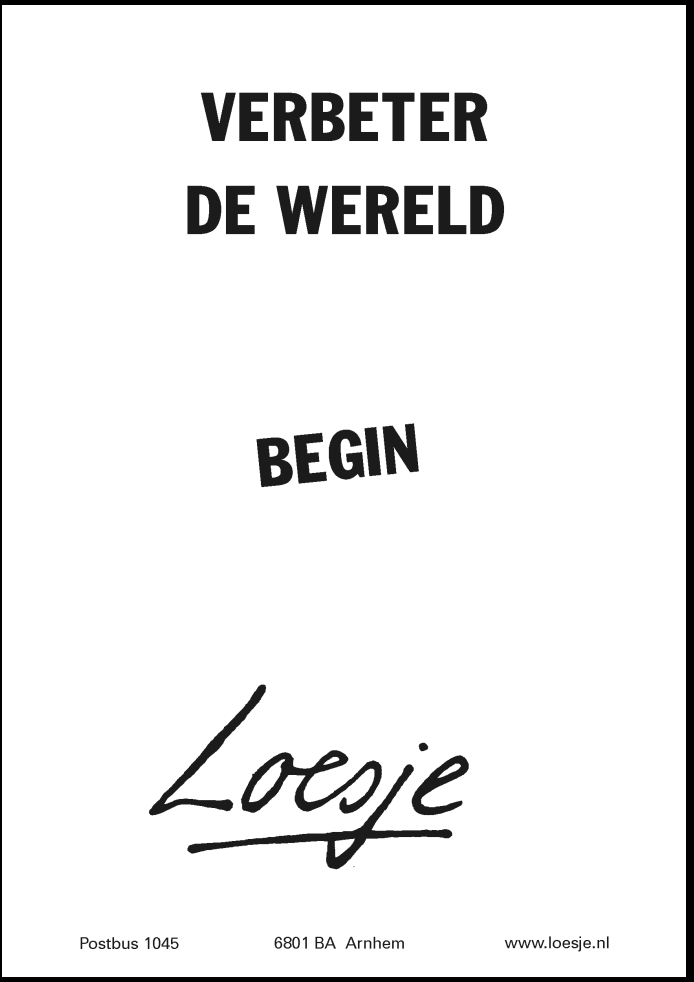 VERBETER
DE WERELD
BEGIN
Loesje
Postbus 1045 6801 BA Arnhem www.loesje.nl